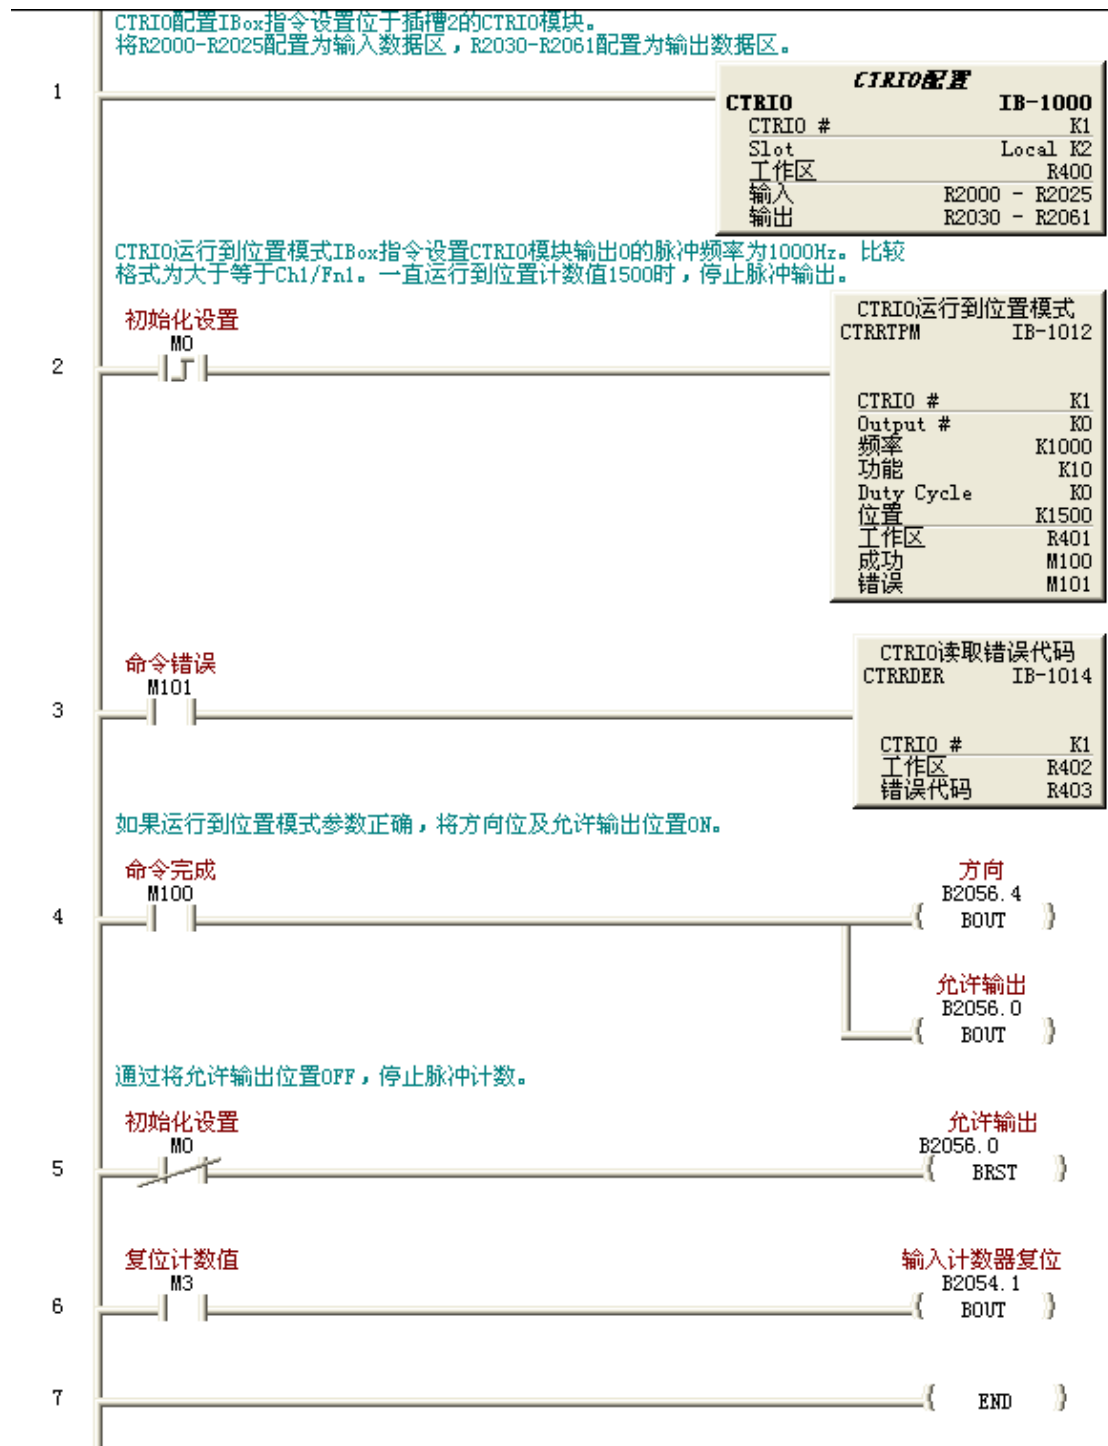 CTRIO配置IBox指令设置位于插槽2的CTRIO模块。
将R2000-R2025配置为输入数据区，R2030-R2061配置为输出数据区。
1
CTRIO配置
CTRIO IB-1000
CTRIO # K1
Slot Local K2
工作区 R400
输入 R2000 - R2025
输出 R2030 - R2061
CTRIO运行到位置模式IBox指令设置CTRIO模块输出0的脉冲频率为1000Hz。比较
格式为大于等于Ch1/Fn1。一直运行到位置计数值1500时，停止脉冲输出。
初始化设置
M0
2
CTRIO运行到位置模式
CTRRTPM IB-1012
CTRIO # K1
Output # K0
频率 K1000
功能 K10
Duty Cycle K0
位置 K1500
工作区 R401
成功 M100
错误 M101
命令错误
M101
3
CTRIO读取错误代码
CTRRDER IB-1014
CTRIO # K1
工作区 R402
错误代码 R403
如果运行到位置模式参数正确，将方向位及允许输出位置ON。
命令完成
M100
4
方向
B2056.4
BOUT
允许输出
B2056.0
BOUT
通过将允许输出位置OFF，停止脉冲计数。
初始化设置
M0
5
允许输出
B2056.0
BRST
复位计数值
M3
6
输入计数器复位
B2054.1
BOUT
7
END